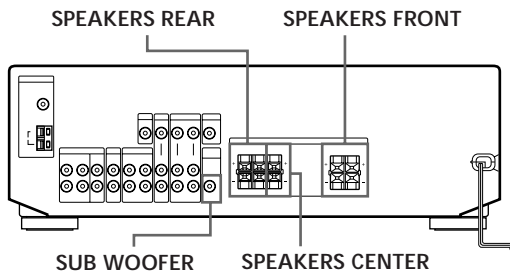 SPEAKERS REAR
SPEAKERS FRONT
+ + +
– – –
SUB WOOFER
SPEAKERS CENTER